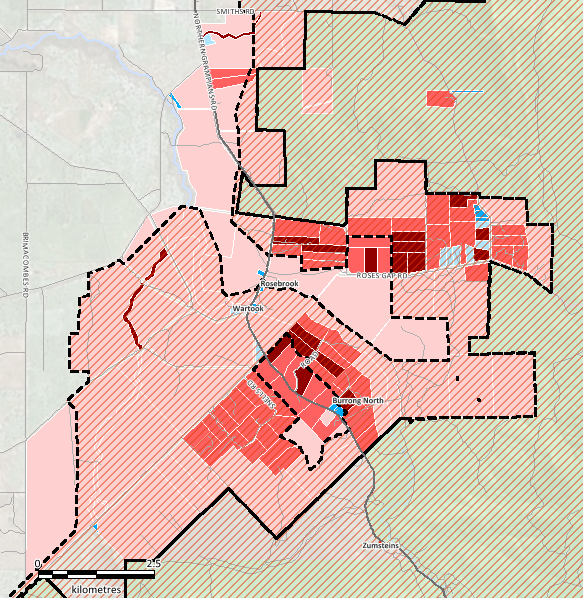 SMITHS RD
NORTHERN GRAMPIANS RD
BRIMACOMBES RD
ROSES GAP RD
Rosebrook
Wartook
ROAD
Burrong North
Zumsteins
0
2.5
kilometres